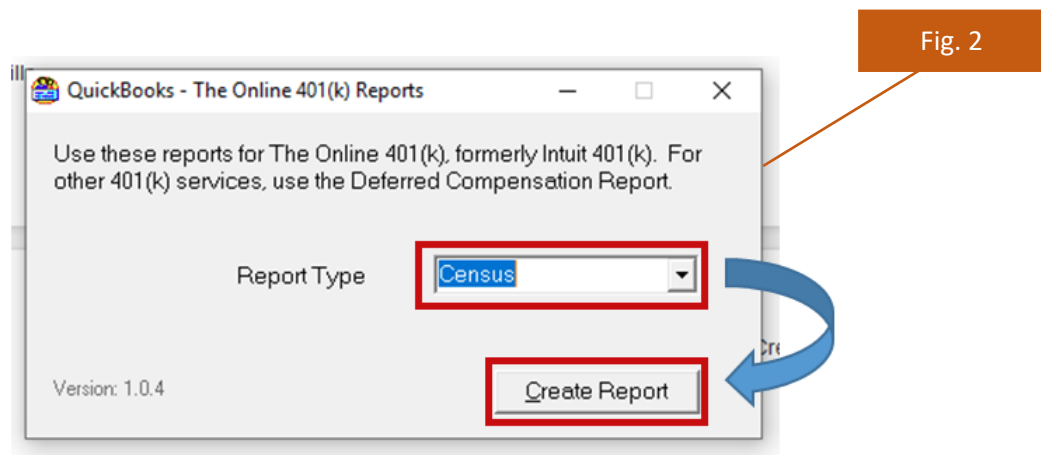 Fig. 2
QuickBooks - The Online 401(k) Reports
Use these reports for The Online 401(k), formerly Intuit 401(k). For
other 401(k) services, use the Deferred Compensation Report.
Report Type
Census
Version: 1.0.4
Create Report